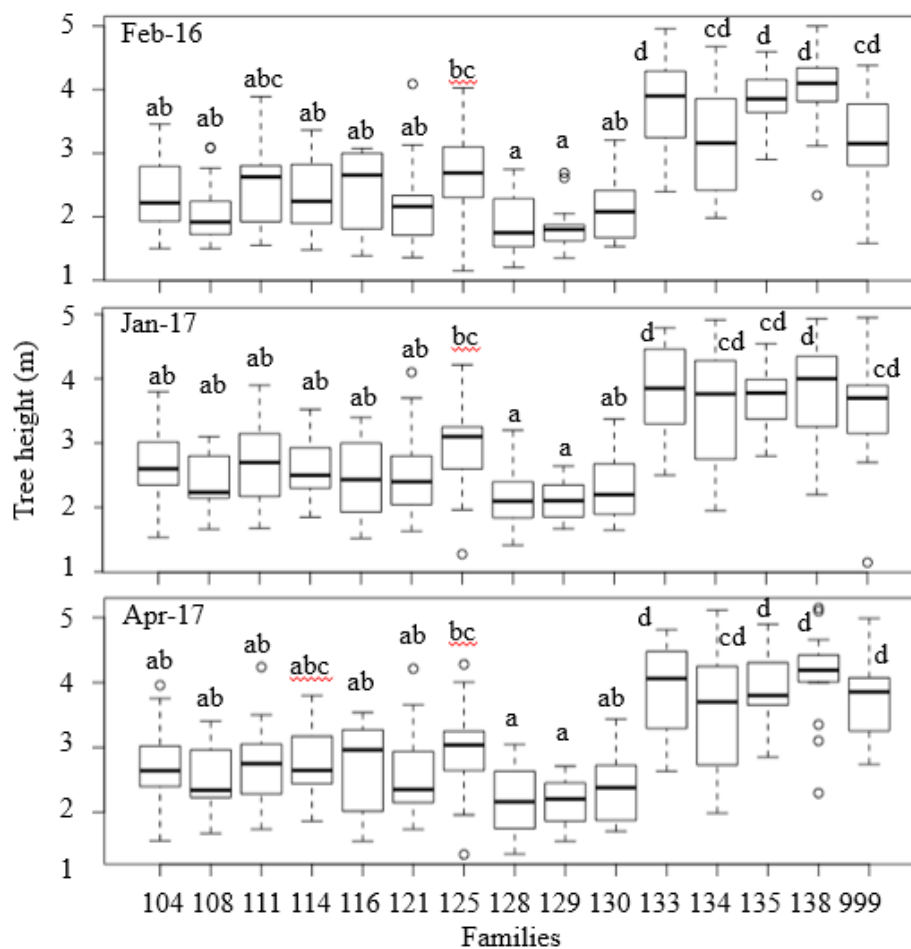 5
Feb-16
d
cd
d
d
cd
4
ab
ab
abc
ab
ab
ab
bc
a
a
ab
3
2
1
5
Jan-17
d
cd
cd
d
cd
4
ab
ab
ab
ab
ab
ab
bc
a
a
ab
3
2
1
Tree height (m)
5
Apr-17
d
cd
d
d
d
4
ab
ab
ab
abc
ab
ab
bc
a
a
ab
3
2
1
104 108 111 114 116 121 125 128 129 130 133 134 135 138 999
Families